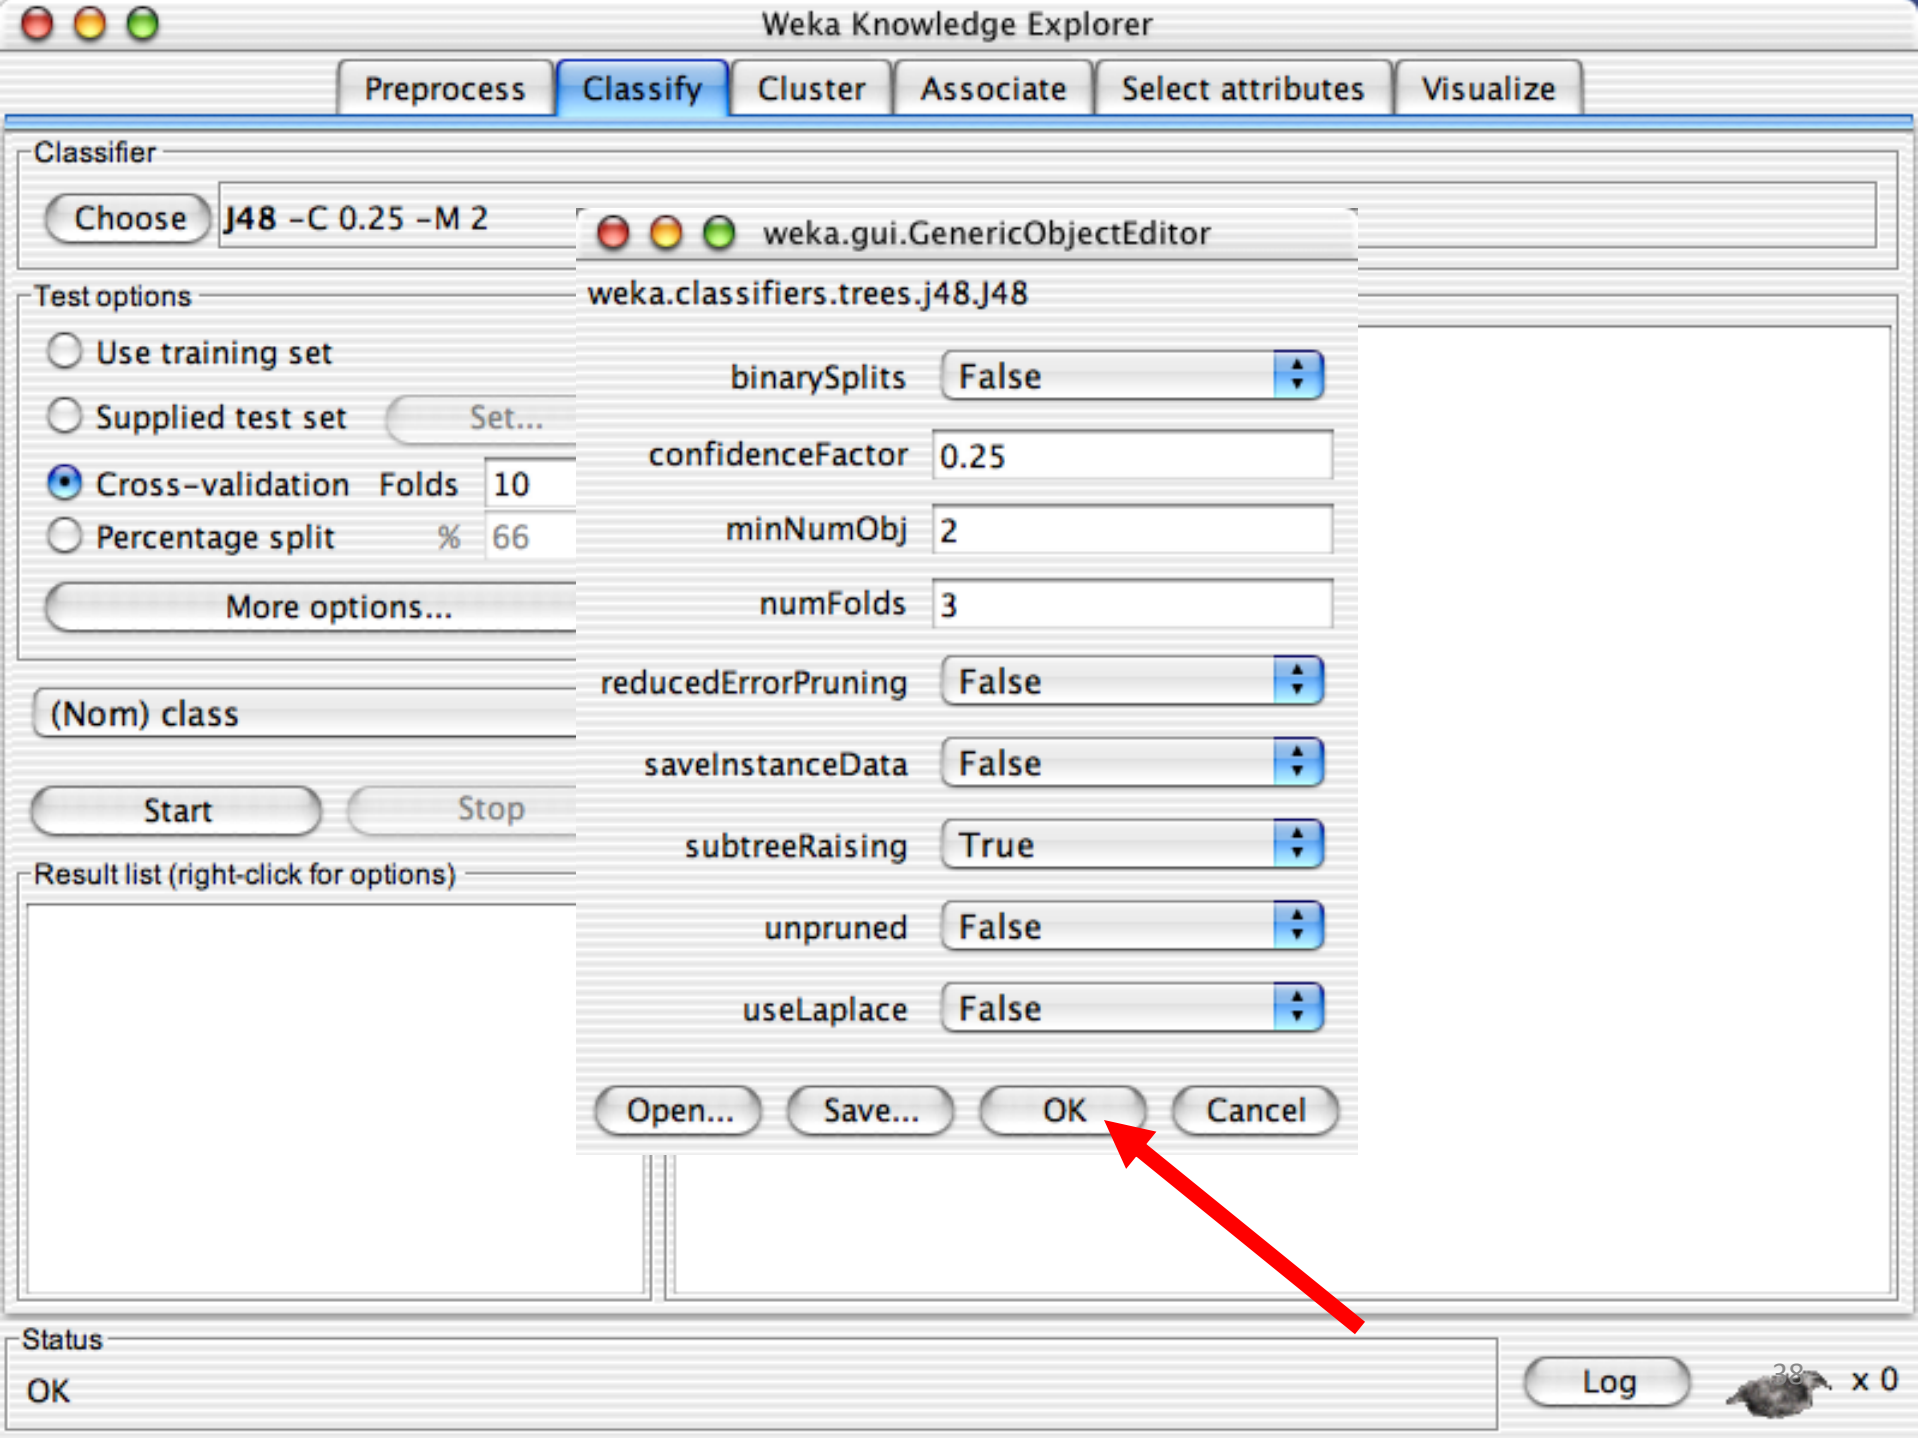 Weka Knowledge Explorer
Preprocess Classify Cluster Associate Select attributes Visualize
Classifier
Choose J48 -C 0.25 -M 2
Test options
Use training set
Supplied test set Set...
Cross-validation Folds 10
Percentage split % 66
More options...
(Nom) class
Start Stop
Result list (right-click for options)
weka.gui.GenericObjectEditor
weka.classifiers.trees.j48.J48
binarySplits False
confidenceFactor 0.25
minNumObj 2
numFolds 3
reducedErrorPruning False
saveInstanceData False
subtreeRaising True
unpruned False
useLaplace False
Open... Save... OK Cancel
Status
OK
Log 38 x 0